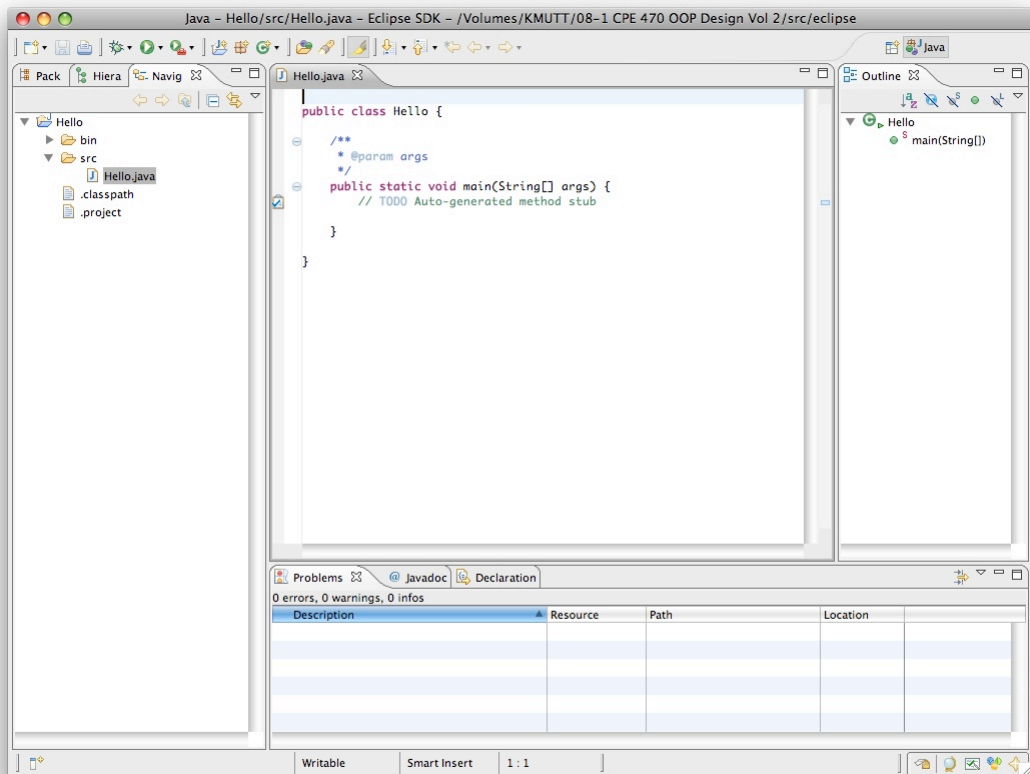 Java - Hello/src/Hello.java - Eclipse SDK - /Volumes/KMUTT/08-1 CPE 470 OOP Design Vol 2/src/eclipse
Java
Pack Hiera Navig
Hello
bin
src
Hello.java
.classpath
.project
Hello.java
public class Hello {
/**
* @param args
*/
public static void main(String[] args) {
// TODO Auto-generated method stub
}
}
Outline
Hello
main(String[])
Problems @ Javadoc Declaration
0 errors, 0 warnings, 0 infos
Description Resource Path Location
Writable Smart Insert 1 : 1